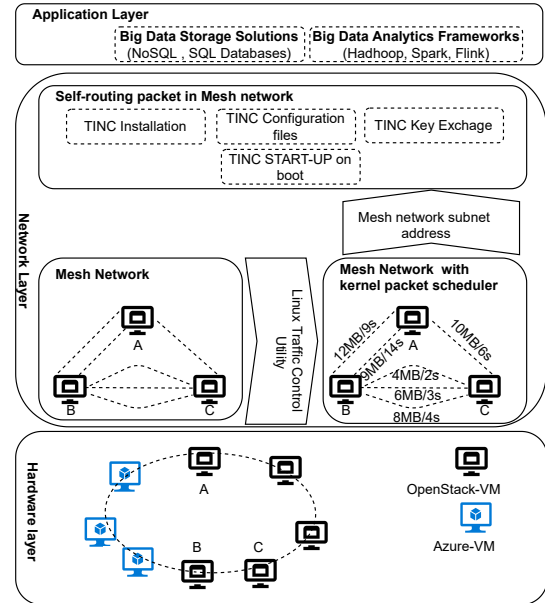 Application Layer
Big Data Storage Solutions
(NoSQL , SQL Databases)
Big Data Analytics Frameworks
(Hadhoop, Spark, Flink)
Network Layer
Self-routing packet in Mesh network
TINC Installation
TINC Configuration
files
TINC Key Exchage
TINC START-UP on
boot
Mesh network subnet
address
Mesh Network
A
B
C
Linux Traffic Control
Utility
Mesh Network with
kernel packet scheduler
A
12MB/9s
9MB/14s
10MB/6s
4MB/2s
B
6MB/3s
C
8MB/4s
Hardware layer
A
B
C
OpenStack-VM
Azure-VM